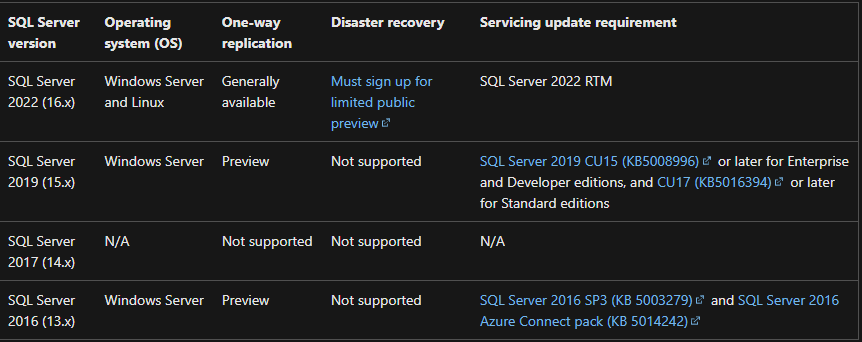 SQL Server version
Operating system (OS)
One-way replication
Disaster recovery
Servicing update requirement
SQL Server 2022 (16.x)
Windows Server and Linux
Generally available
Must sign up for limited public preview
SQL Server 2022 RTM
SQL Server 2019 (15.x)
Windows Server
Preview
Not supported
SQL Server 2019 CU15 (KB5008996) or later for Enterprise
and Developer editions, and CU17 (KB5016394) or later
for Standard editions
SQL Server 2017 (14.x)
N/A
Not supported
Not supported
N/A
SQL Server 2016 (13.x)
Windows Server
Preview
Not supported
SQL Server 2016 SP3 (KB 5003279) and SQL Server 2016
Azure Connect pack (KB 5014242)